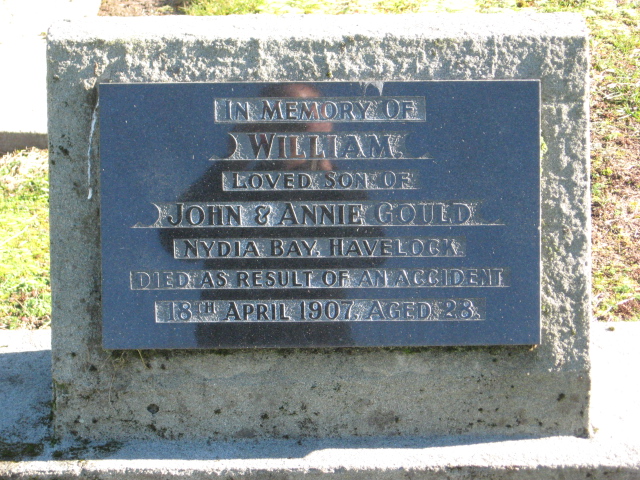 IN MEMORY OF
WILLIAM.
LOVED SON OF
JOHN & ANNIE GOULD
NYDIA BAY, HAVELOCK.
DIED AS RESULT OF AN ACCIDENT
18TH APRIL 1907. AGED 23.